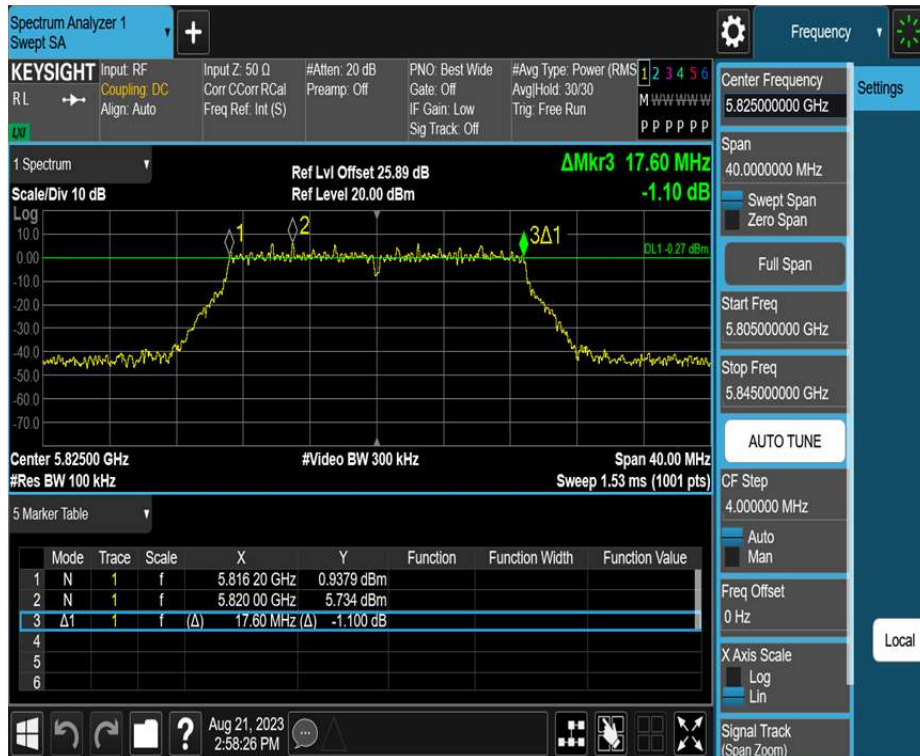 Spectrum Analyzer 1
Swept SA
+
Frequency
KEYSIGHT
RL
LXI
Input: RF
Coupling: DC
Align: Auto
Input Z: 50 Ω
Corr CCorr RCal
Freq Ref: Int (S)
#Atten: 20 dB
Preamp: Off
PNO: Best Wide
Gate: Off
IF Gain: Low
Sig Track: Off
#Avg Type: Power (RMS
Avg|Hold: 30/30
Trig: Free Run
1 2 3 4 5 6
M W W W W W
P P P P P P
1 Spectrum
Scale/Div 10 dB
Ref Lvl Offset 25.89 dB
Ref Level 20.00 dBm
ΔMkr3 17.60 MHz
-1.10 dB
Log
10.0
0.00
-10.0
-20.0
-30.0
-40.0
-50.0
-60.0
-70.0
1
2
3Δ1
DL1 -0.27 dBm
Center 5.82500 GHz
#Res BW 100 kHz
#Video BW 300 kHz
Span 40.00 MHz
Sweep 1.53 ms (1001 pts)
5 Marker Table
Mode Trace Scale X Y Function Function Width Function Value
1 N 1 f 5.816 20 GHz 0.9379 dBm
2 N 1 f 5.820 00 GHz 5.734 dBm
3 Δ1 1 f (Δ) 17.60 MHz (Δ) -1.100 dB
4
5
6
?
Aug 21, 2023
2:58:26 PM
Center Frequency
5.825000000 GHz
Span
40.0000000 MHz
Swept Span
Zero Span
Full Span
Start Freq
5.805000000 GHz
Stop Freq
5.845000000 GHz
AUTO TUNE
CF Step
4.000000 MHz
Auto
Man
Freq Offset
0 Hz
X Axis Scale
Log
Lin
Signal Track
(Span Zoom)
Settings
Local